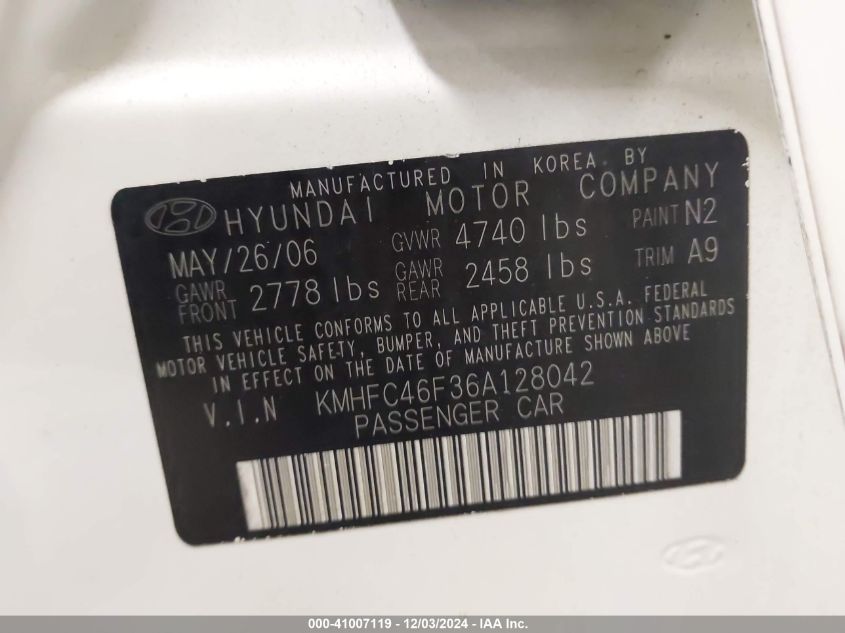 MANUFACTURED IN KOREA BY
HYUNDAI MOTOR COMPANY
MAY/26/06 GVWR 4740 lbs PAINT N2
GAWR FRONT 2778 lbs GAWR REAR 2458 lbs TRIM A9
THIS VEHICLE CONFORMS TO ALL APPLICABLE U.S.A. FEDERAL
MOTOR VEHICLE SAFETY, BUMPER, AND THEFT PREVENTION STANDARDS
IN EFFECT ON THE DATE OF MANUFACTURE SHOWN ABOVE
V.I.N KMHFC46F36A128042
PASSENGER CAR
000-41007119 - 12/03/2024 - IAA Inc.